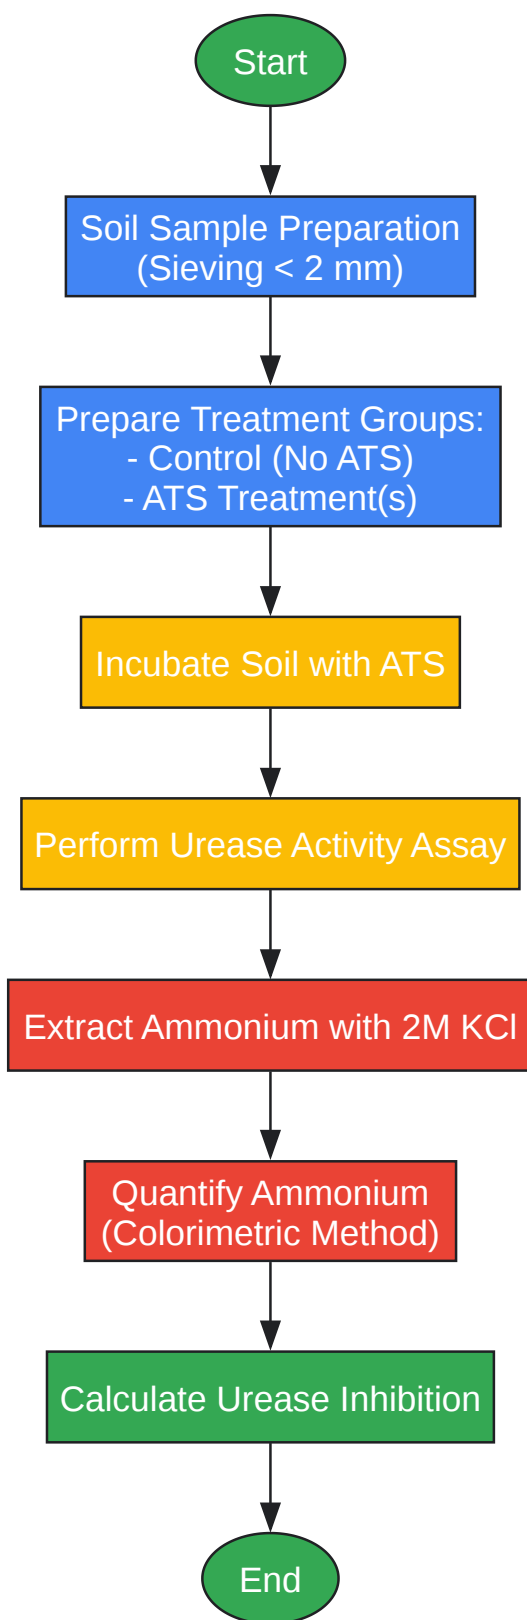 Start
Soil Sample Preparation
(Sieving < 2 mm)
Prepare Treatment Groups:
- Control (No ATS)
- ATS Treatment(s)
Incubate Soil with ATS
Perform Urease Activity Assay
Extract Ammonium with 2M KCl
Quantify Ammonium
(Colorimetric Method)
Calculate Urease Inhibition
End